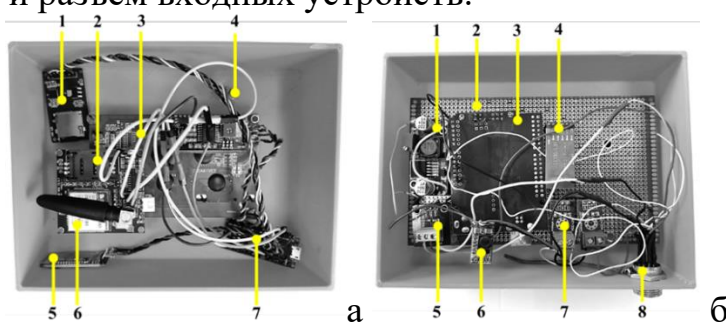 и разъем входных устройств.
1 2 3 4
5 6 7
а
1 2 3 4
5 6 7 8
б